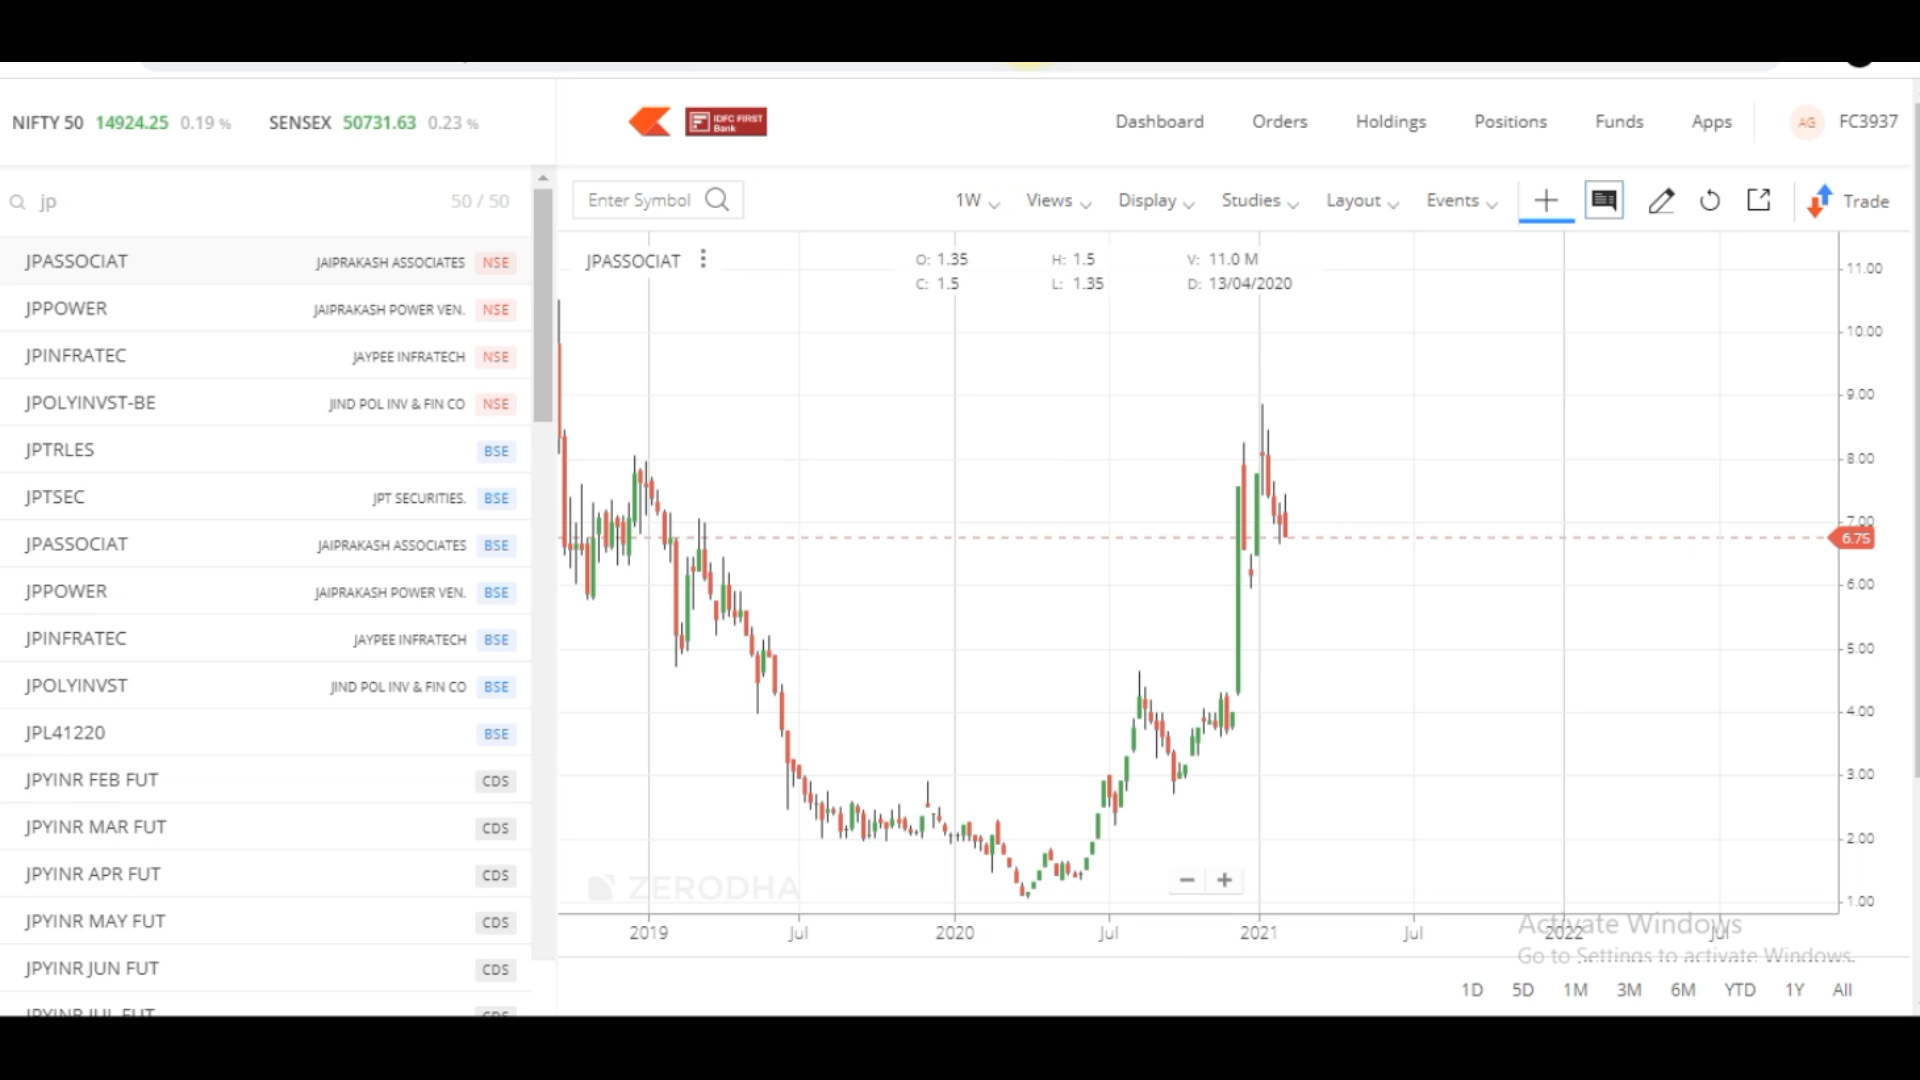 NIFTY 50 14924.25 0.19 % SENSEX 50731.63 0.23 %
IDFC FIRST Bank
Dashboard Orders Holdings Positions Funds Apps AG FC3937
jp 50 / 50
Enter Symbol 1W Views Display Studies Layout Events Trade
JPASSOCIAT JAIPRAKASH ASSOCIATES NSE
JPPOWER JAIPRAKASH POWER VEN. NSE
JPINFRATEC JAYPEE INFRATECH NSE
JPOLYINVST-BE JIND POL INV & FIN CO NSE
JPTRLES BSE
JPTSEC JPT SECURITIES. BSE
JPASSOCIAT JAIPRAKASH ASSOCIATES BSE
JPPOWER JAIPRAKASH POWER VEN. BSE
JPINFRATEC JAYPEE INFRATECH BSE
JPOLYINVST JIND POL INV & FIN CO BSE
JPL41220 BSE
JPYINR FEB FUT CDS
JPYINR MAR FUT CDS
JPYINR APR FUT CDS
JPYINR MAY FUT CDS
JPYINR JUN FUT CDS
JPYINR JUL FUT CDS
JPASSOCIAT
O: 1.35 H: 1.5 V: 11.0 M
C: 1.5 L: 1.35 D: 13/04/2020
11.00
10.00
9.00
8.00
7.00
6.75
6.00
5.00
4.00
3.00
2.00
1.00
ZERODHA
2019 Jul 2020 Jul 2021 Jul 2022 Jul
Activate Windows
Go to Settings to activate Windows.
1D 5D 1M 3M 6M YTD 1Y All